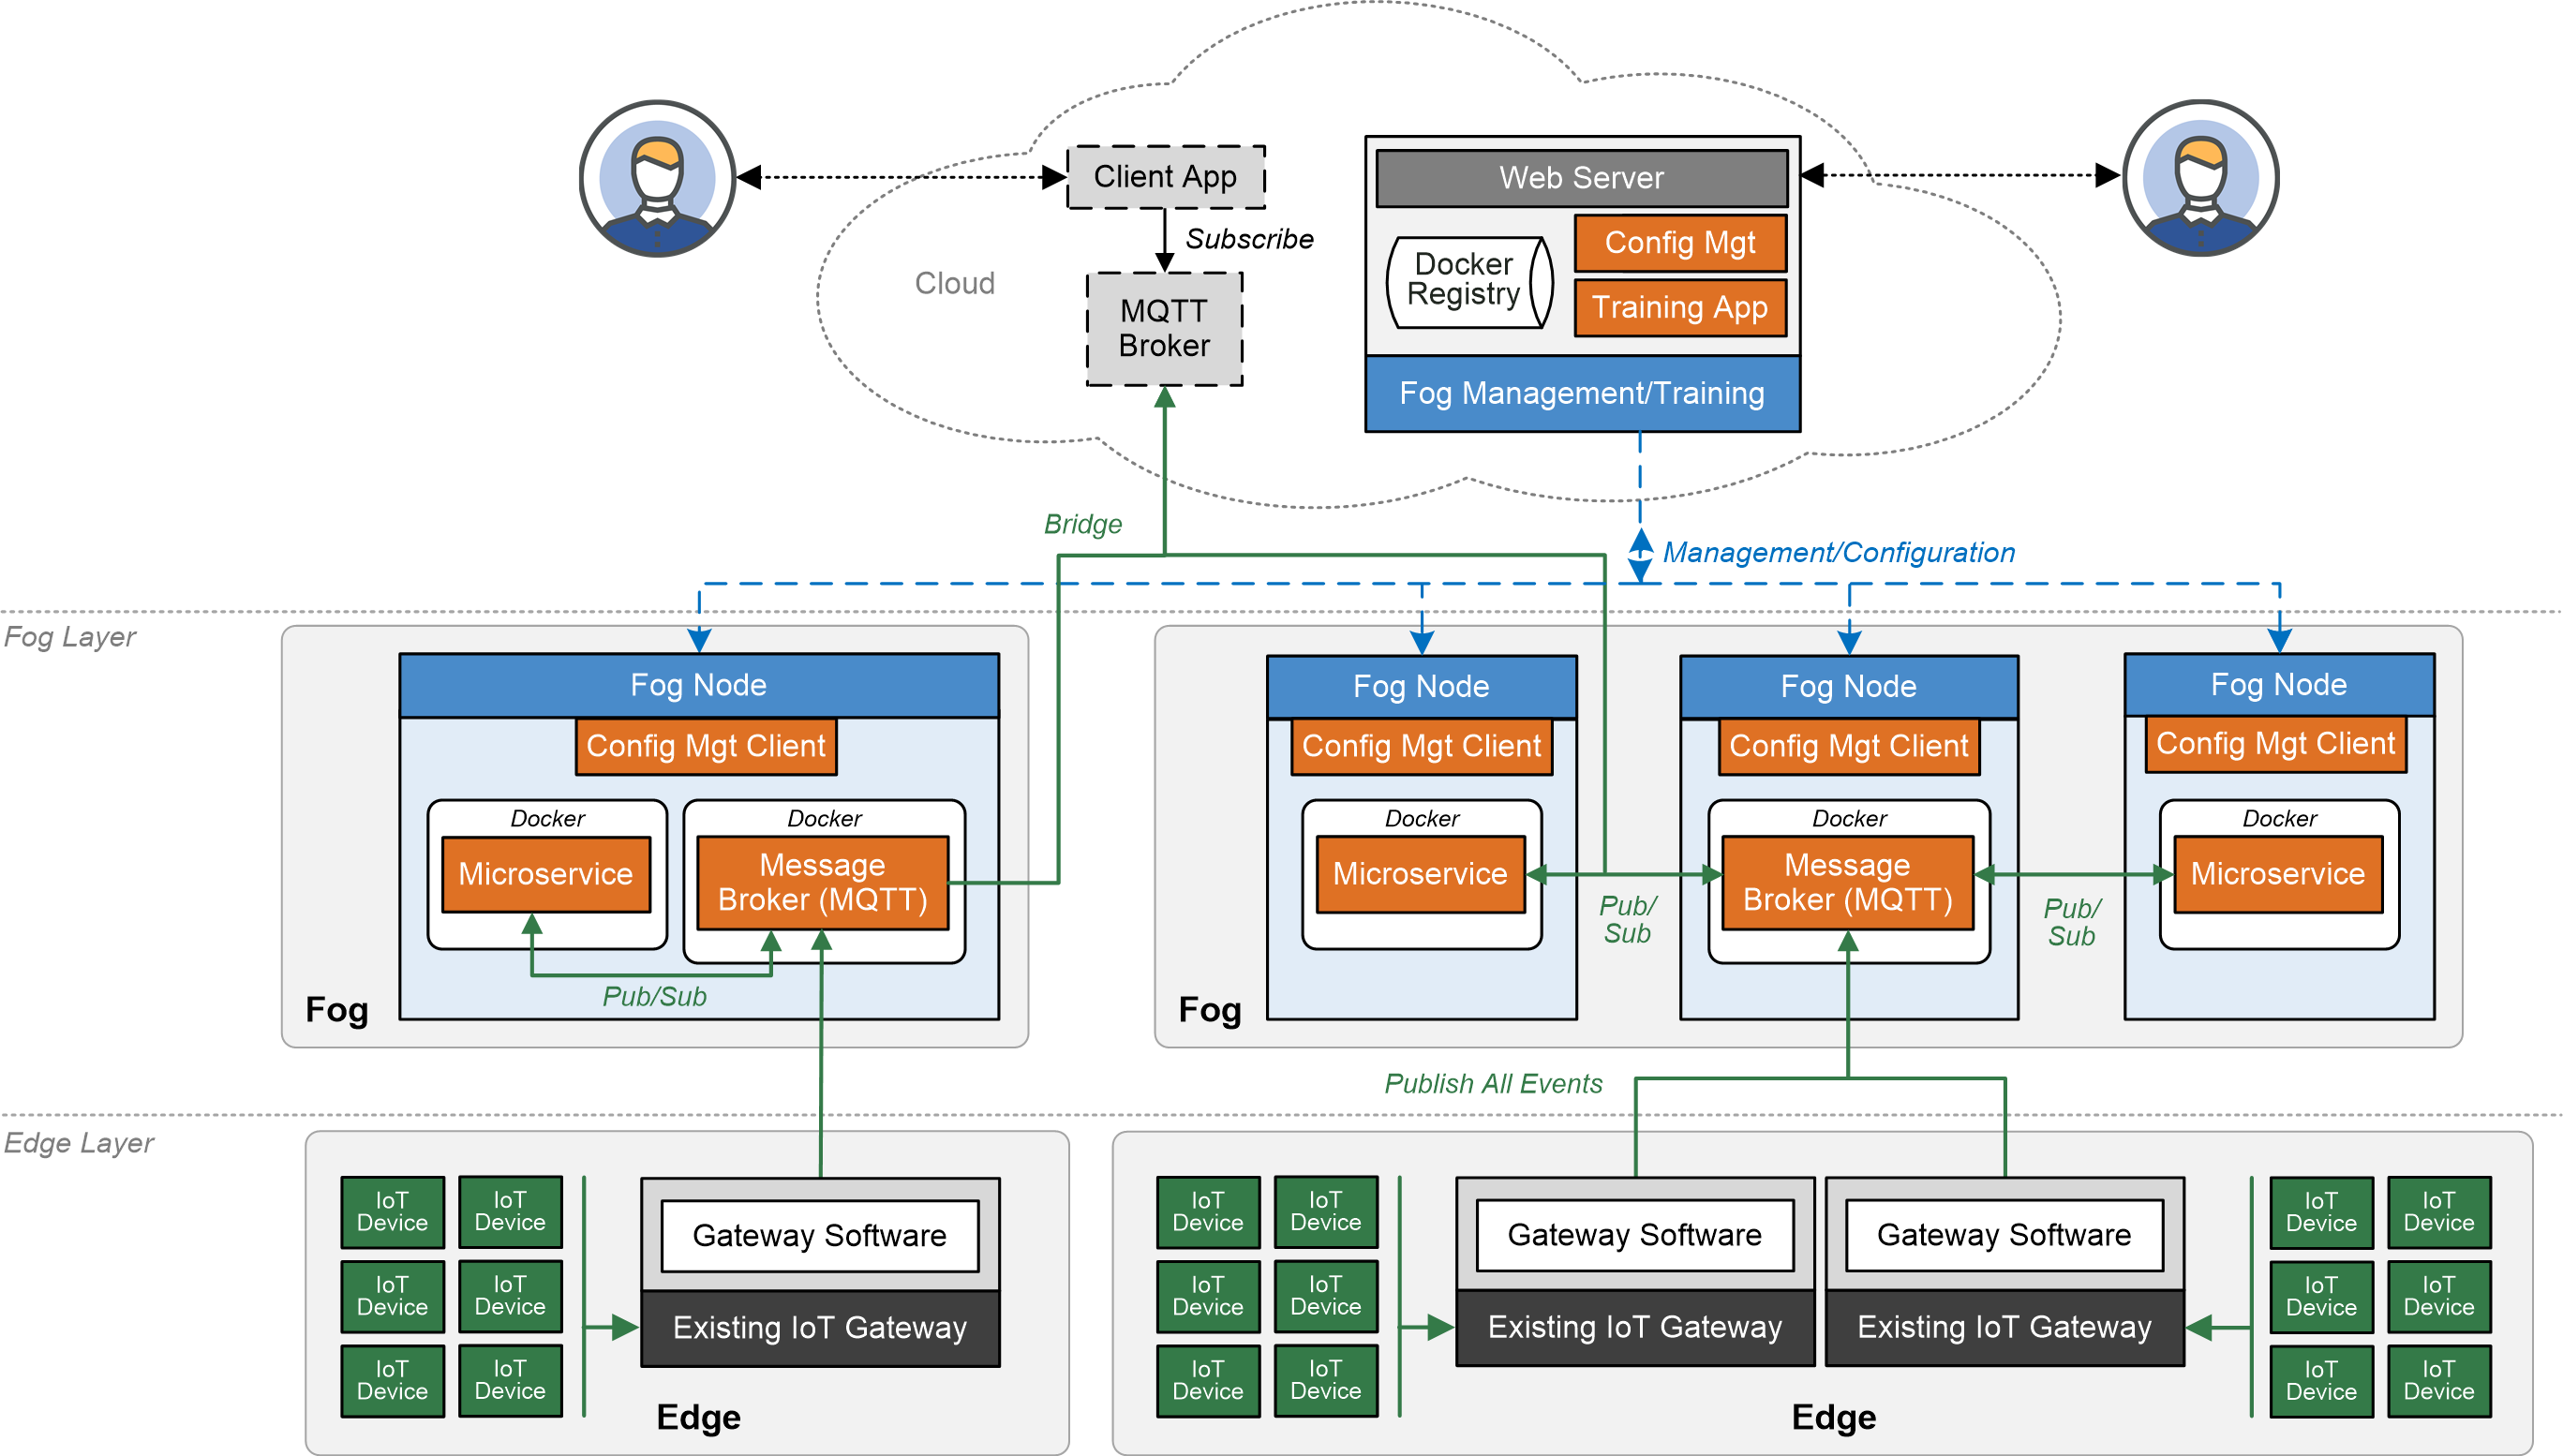 Client App
Web Server
Subscribe
Config Mgt
Docker
Registry
Cloud
MQTT
Broker
Training App
Fog Management/Training
Bridge
Management/Configuration
Fog Layer
Fog Node
Config Mgt Client
Docker
Microservice
Docker
Message
Broker (MQTT)
Pub/Sub
Fog
Fog Node
Config Mgt Client
Docker
Microservice
Pub/
Sub
Fog Node
Config Mgt Client
Docker
Message
Broker (MQTT)
Pub/
Sub
Fog Node
Config Mgt Client
Docker
Microservice
Fog
Publish All Events
Edge Layer
IoT
Device
IoT
Device
IoT
Device
IoT
Device
IoT
Device
IoT
Device
Gateway Software
Existing IoT Gateway
Edge
IoT
Device
IoT
Device
IoT
Device
IoT
Device
IoT
Device
IoT
Device
Gateway Software
Existing IoT Gateway
Gateway Software
Existing IoT Gateway
IoT
Device
IoT
Device
IoT
Device
IoT
Device
IoT
Device
IoT
Device
Edge